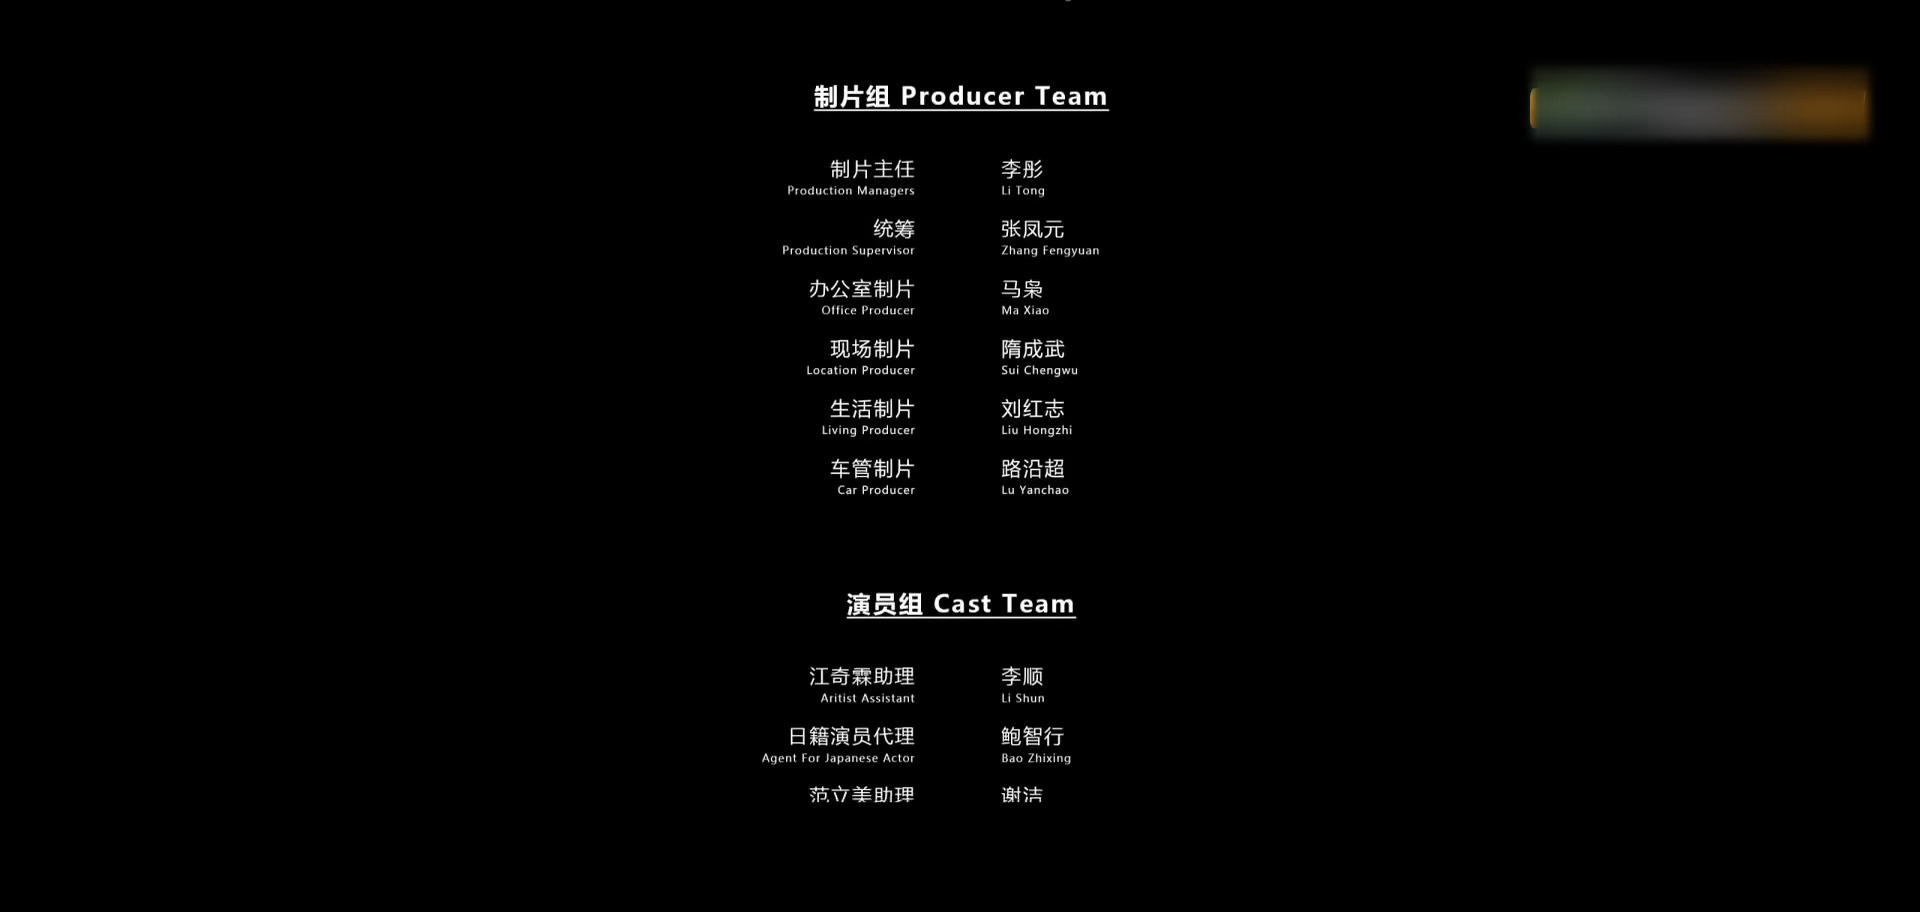 制片组 Producer Team
制片主任 李彤
Production Managers Li Tong
统筹 张凤元
Production Supervisor Zhang Fengyuan
办公室制片 马枭
Office Producer Ma Xiao
现场制片 隋成武
Location Producer Sui Chengwu
生活制片 刘红志
Living Producer Liu Hongzhi
车管制片 路沿超
Car Producer Lu Yanchao
演员组 Cast Team
江奇霖助理 李顺
Aritist Assistant Li Shun
日籍演员代理 鲍智行
Agent For Japanese Actor Bao Zhixing
范立美助理 谢洁